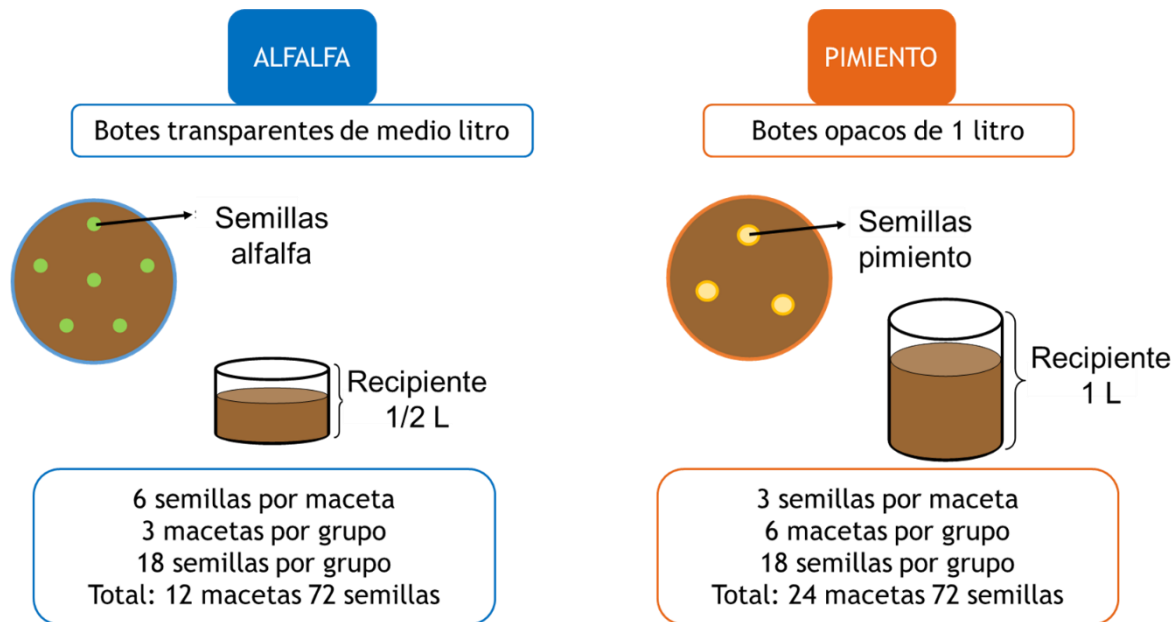 ALFALFA
Botes transparentes de medio litro
Semillas
alfalfa
Recipiente
1/2 L
6 semillas por maceta
3 macetas por grupo
18 semillas por grupo
Total: 12 macetas 72 semillas
PIMIENTO
Botes opacos de 1 litro
Semillas
pimiento
Recipiente
1 L
3 semillas por maceta
6 macetas por grupo
18 semillas por grupo
Total: 24 macetas 72 semillas